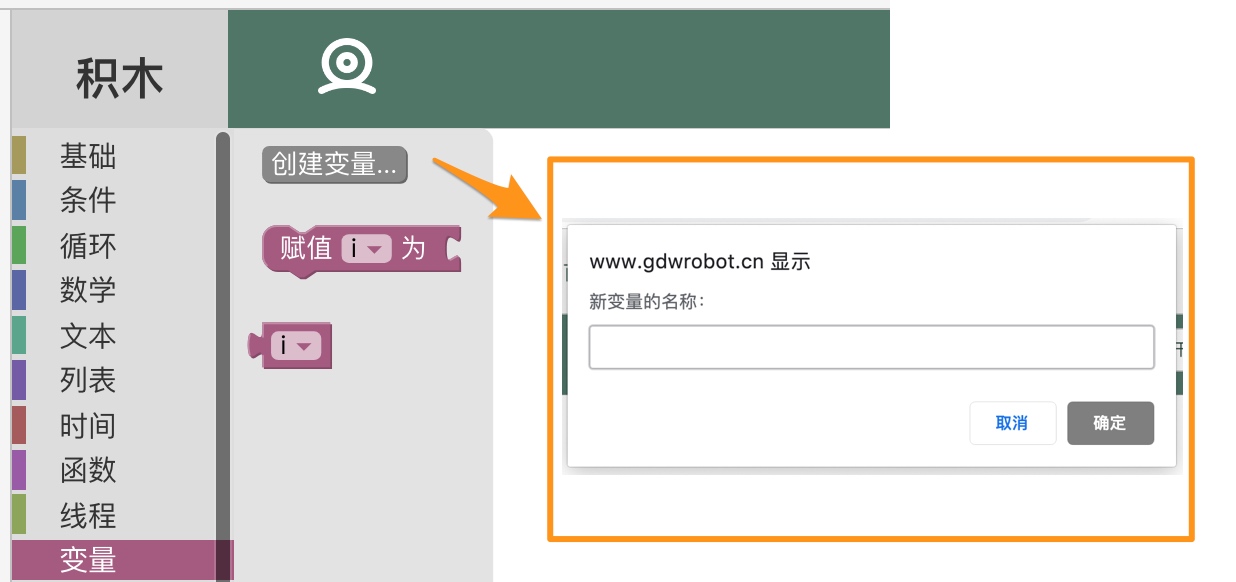 积木
基础
条件
循环
数学
文本
列表
时间
函数
线程
变量
创建变量...
赋值 i 为
i
www.gdwrobot.cn 显示
新变量的名称：
取消
确定